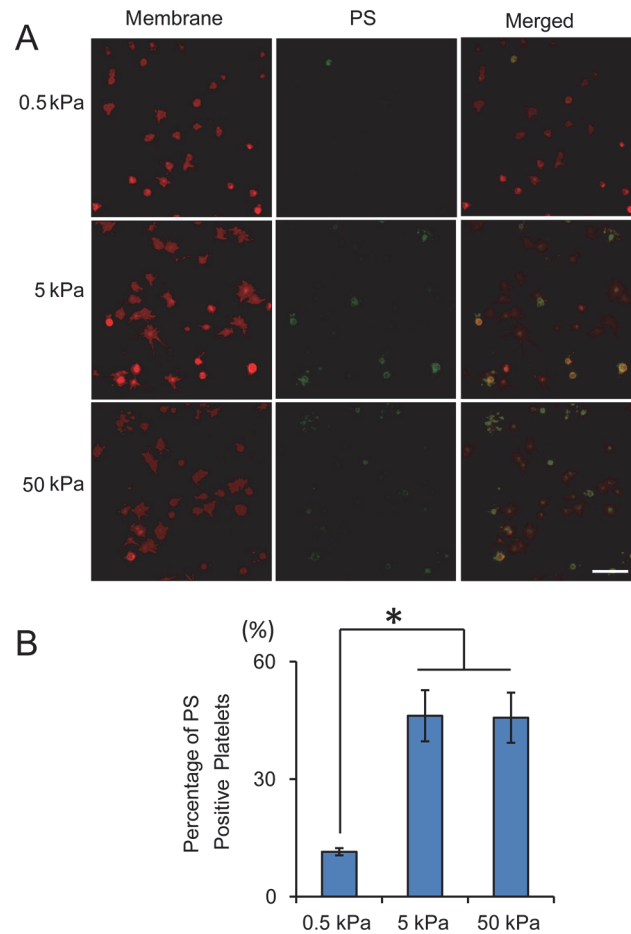 A
Membrane
PS
Merged
0.5 kPa
5 kPa
50 kPa
B
(%)
*
60
30
0
Percentage of PS
Positive Platelets
0.5 kPa
5 kPa
50 kPa